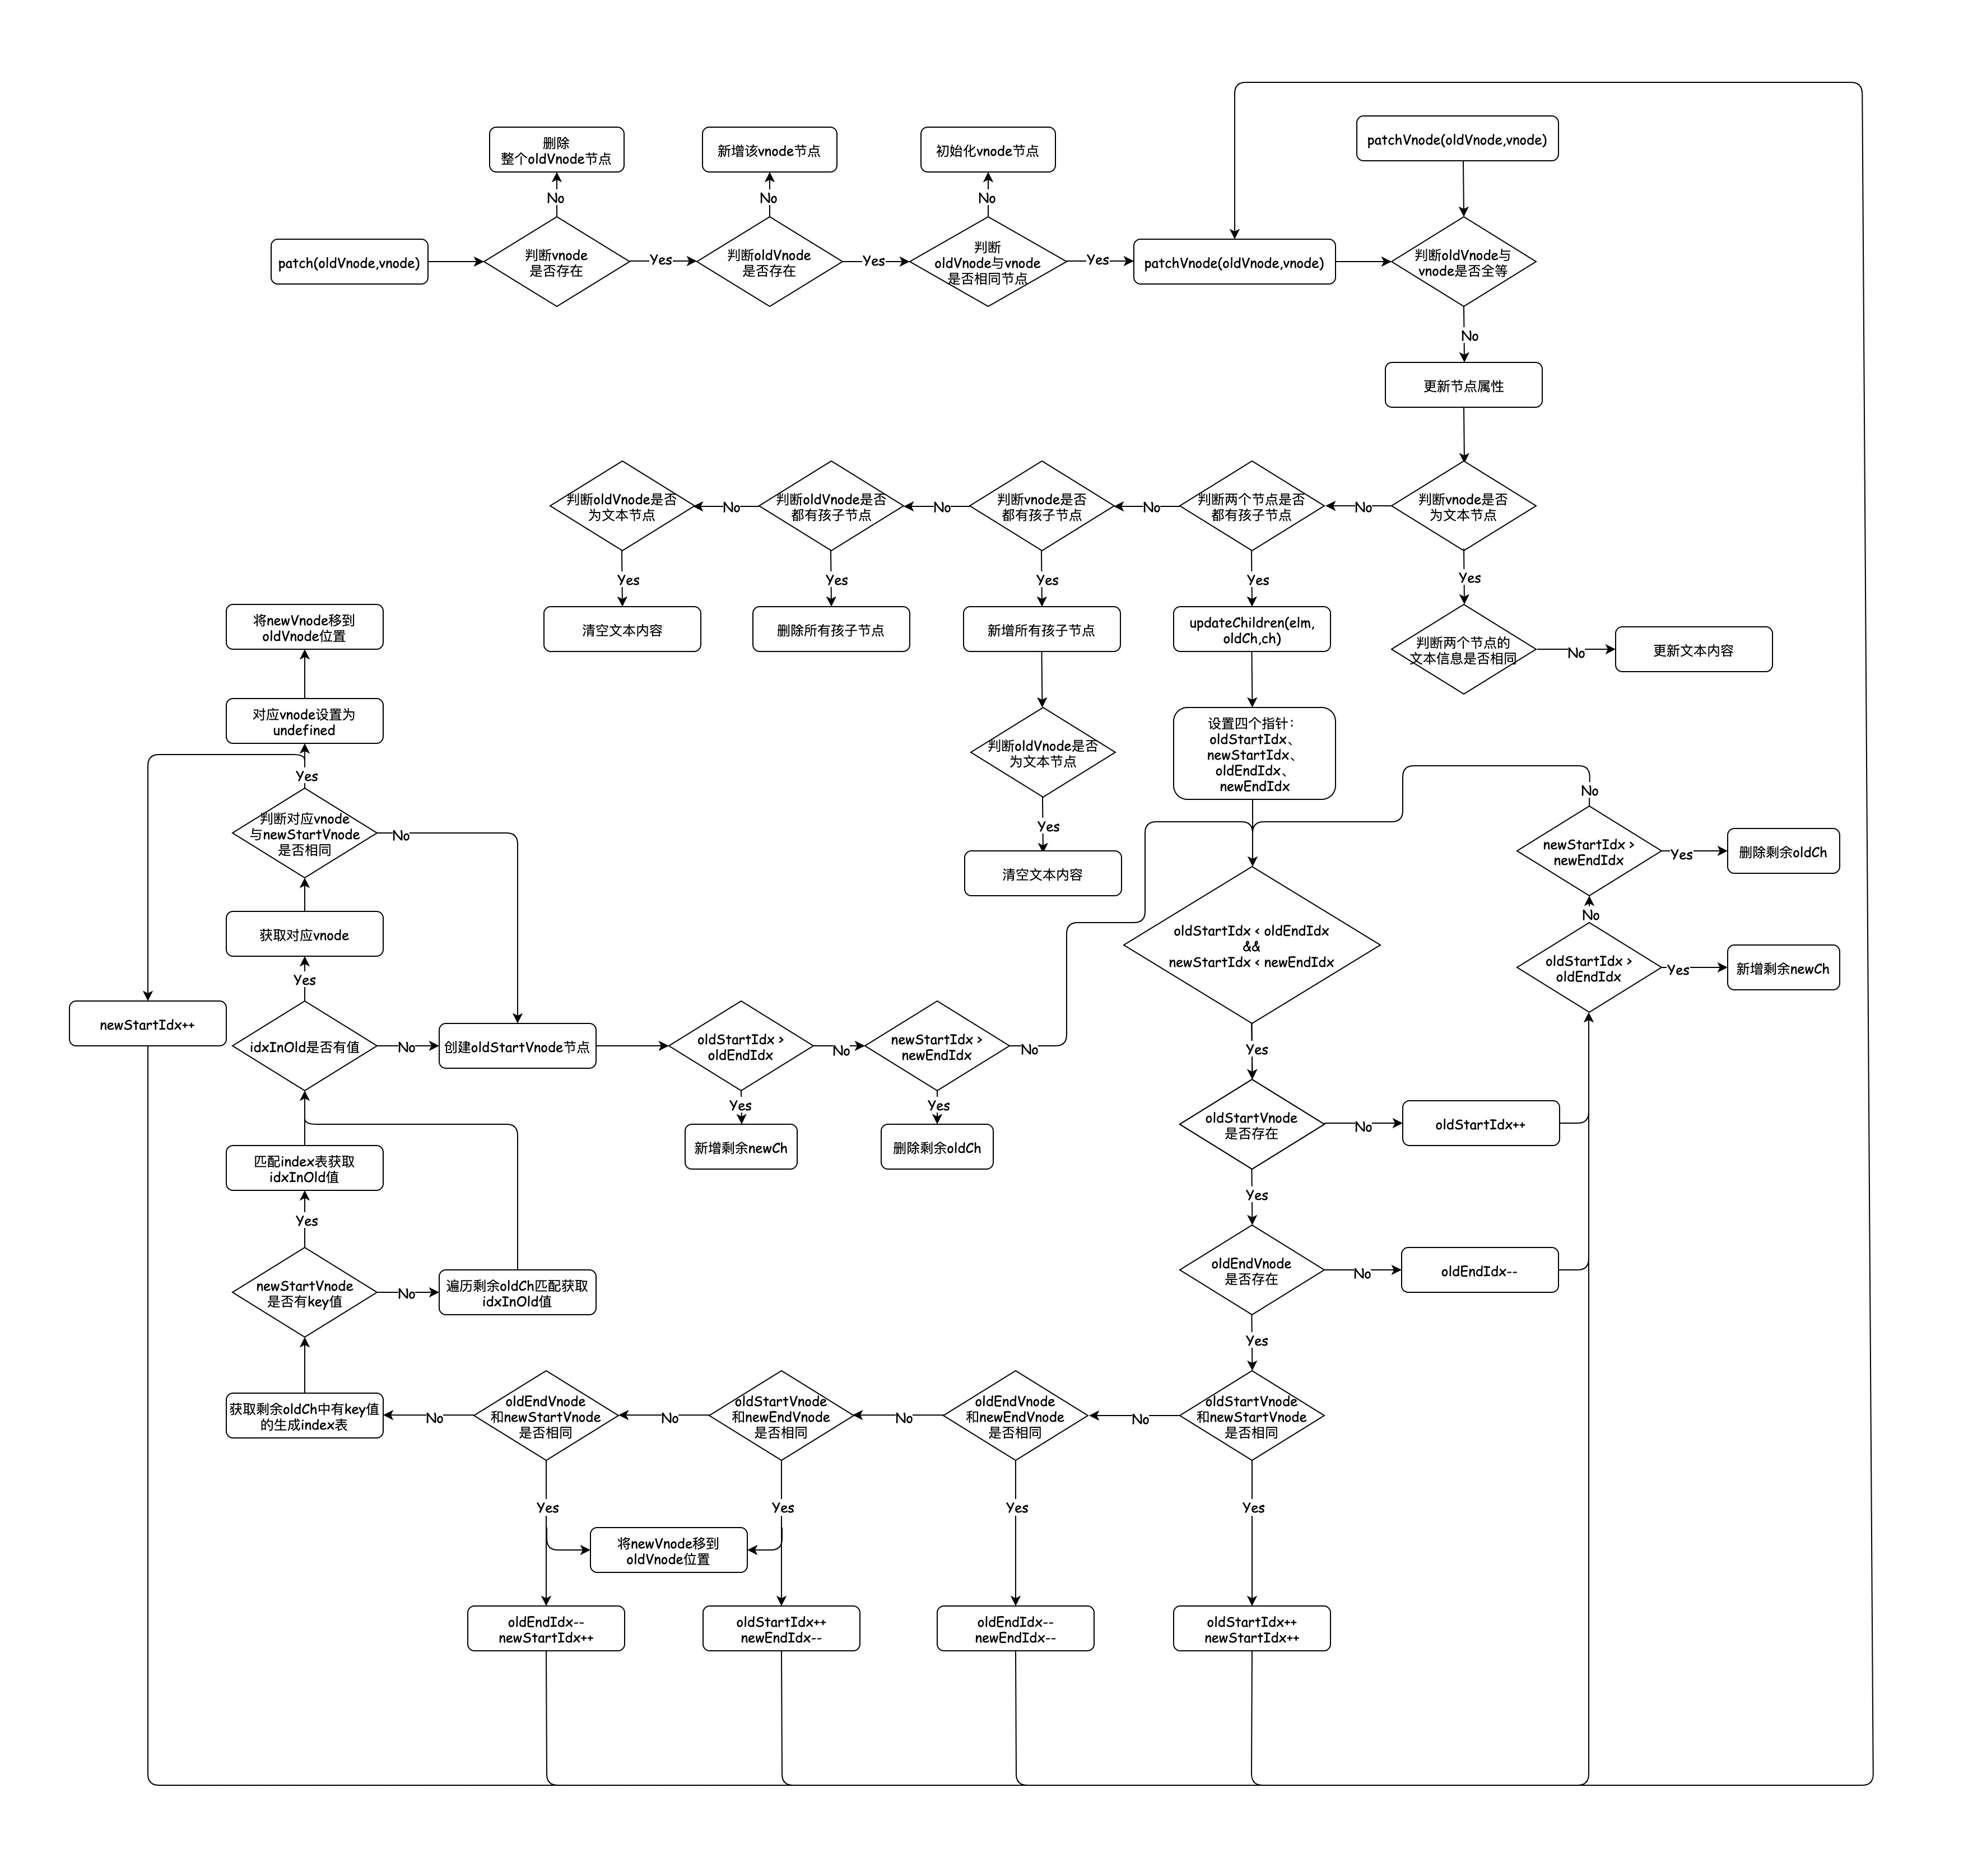 patchVnode(oldVnode,vnode)
删除
整个oldVnode节点
新增该vnode节点
初始化vnode节点
No
No
No
patch(oldVnode,vnode)
判断vnode
是否存在
Yes
判断oldVnode
是否存在
Yes
判断
oldVnode与vnode
是否相同节点
Yes
patchVnode(oldVnode,vnode)
判断oldVnode与
vnode是否全等
No
更新节点属性
判断oldVnode是否
为文本节点
No
判断oldVnode是否
都有孩子节点
No
判断vnode是否
都有孩子节点
No
判断两个节点是否
都有孩子节点
No
判断vnode是否
为文本节点
Yes
Yes
Yes
Yes
Yes
清空文本内容
删除所有孩子节点
新增所有孩子节点
updateChildren(elm,
oldCh,ch)
判断两个节点的
文本信息是否相同
No
更新文本内容
将newVnode移到
oldVnode位置
对应vnode设置为
undefined
判断oldVnode是否
为文本节点
设置四个指针：
oldStartIdx、
newStartIdx、
oldEndIdx、
newEndIdx
Yes
No
判断对应vnode
与newStartVnode
是否相同
No
Yes
newStartIdx >
newEndIdx
Yes
删除剩余oldCh
清空文本内容
获取对应vnode
No
oldStartIdx < oldEndIdx
&&
newStartIdx < newEndIdx
oldStartIdx >
oldEndIdx
Yes
新增剩余newCh
Yes
newStartIdx++
idxInOld是否有值
No
创建oldStartVnode节点
oldStartIdx >
oldEndIdx
No
newStartIdx >
newEndIdx
No
Yes
Yes
Yes
新增剩余newCh
删除剩余oldCh
oldStartVnode
是否存在
No
oldStartIdx++
匹配index表获取
idxInOld值
Yes
Yes
newStartVnode
是否有key值
No
遍历剩余oldCh匹配获取
idxInOld值
oldEndVnode
是否存在
No
oldEndIdx--
Yes
获取剩余oldCh中有key值
的生成index表
No
oldEndVnode
和newStartVnode
是否相同
No
oldStartVnode
和newEndVnode
是否相同
No
oldEndVnode
和newEndVnode
是否相同
No
oldStartVnode
和newStartVnode
是否相同
Yes
Yes
Yes
Yes
将newVnode移到
oldVnode位置
oldEndIdx--
newStartIdx++
oldStartIdx++
newEndIdx--
oldEndIdx--
newEndIdx--
oldStartIdx++
newStartIdx++